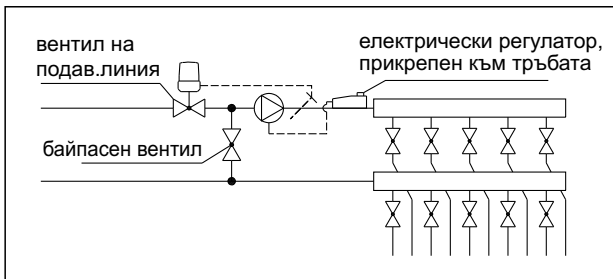 вентил на
подав.линия
електрически регулатор,
прикрепен към тръбата
байпасен вентил